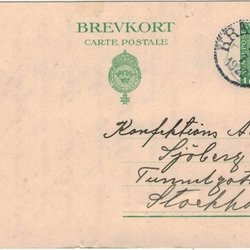 BREVKORT
CARTE POSTALE
Konfektions A
Sjöberg
Tunnelgat
Stockho